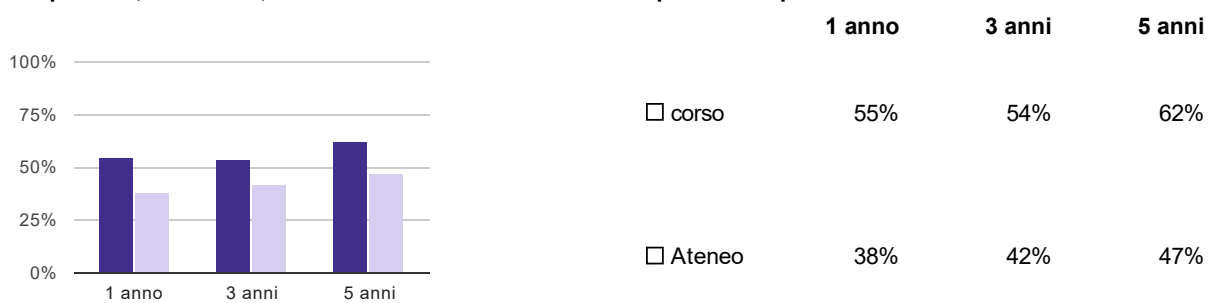 100%
75%
50%
25%
0%
1 anno 3 anni 5 anni
1 anno 3 anni 5 anni
corso 55% 54% 62%
Ateneo 38% 42% 47%